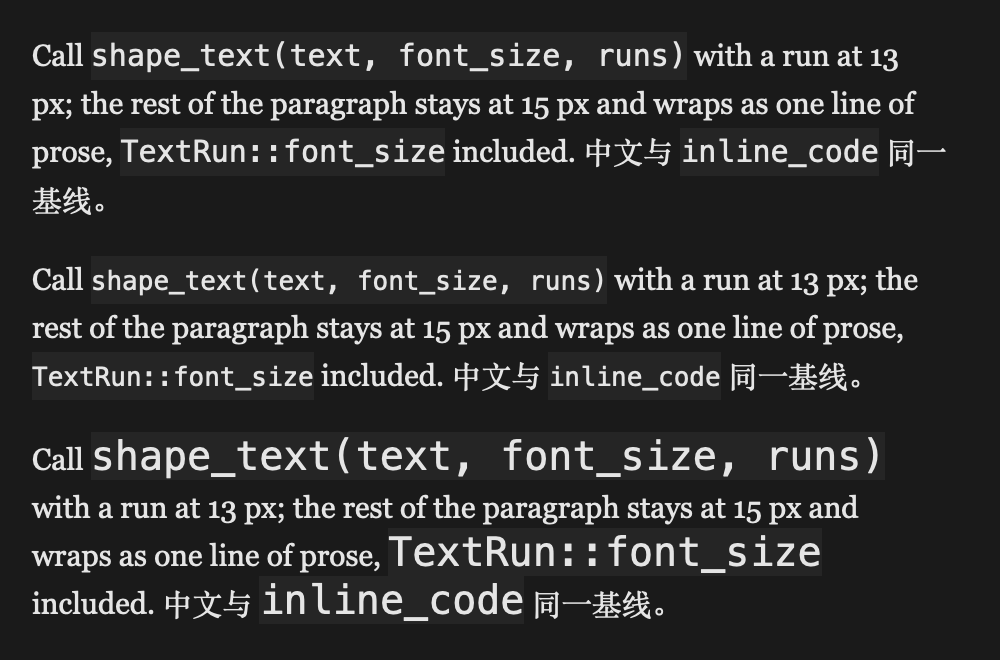 Call shape_text(text, font_size, runs) with a run at 13
px; the rest of the paragraph stays at 15 px and wraps as one line of
prose, TextRun::font_size included. 中文与 inline_code 同一
基线。
Call shape_text(text, font_size, runs) with a run at 13 px; the
rest of the paragraph stays at 15 px and wraps as one line of prose,
TextRun::font_size included. 中文与 inline_code 同一基线。
Call shape_text(text, font_size, runs)
with a run at 13 px; the rest of the paragraph stays at 15 px and
wraps as one line of prose, TextRun::font_size
included. 中文与 inline_code 同一基线。